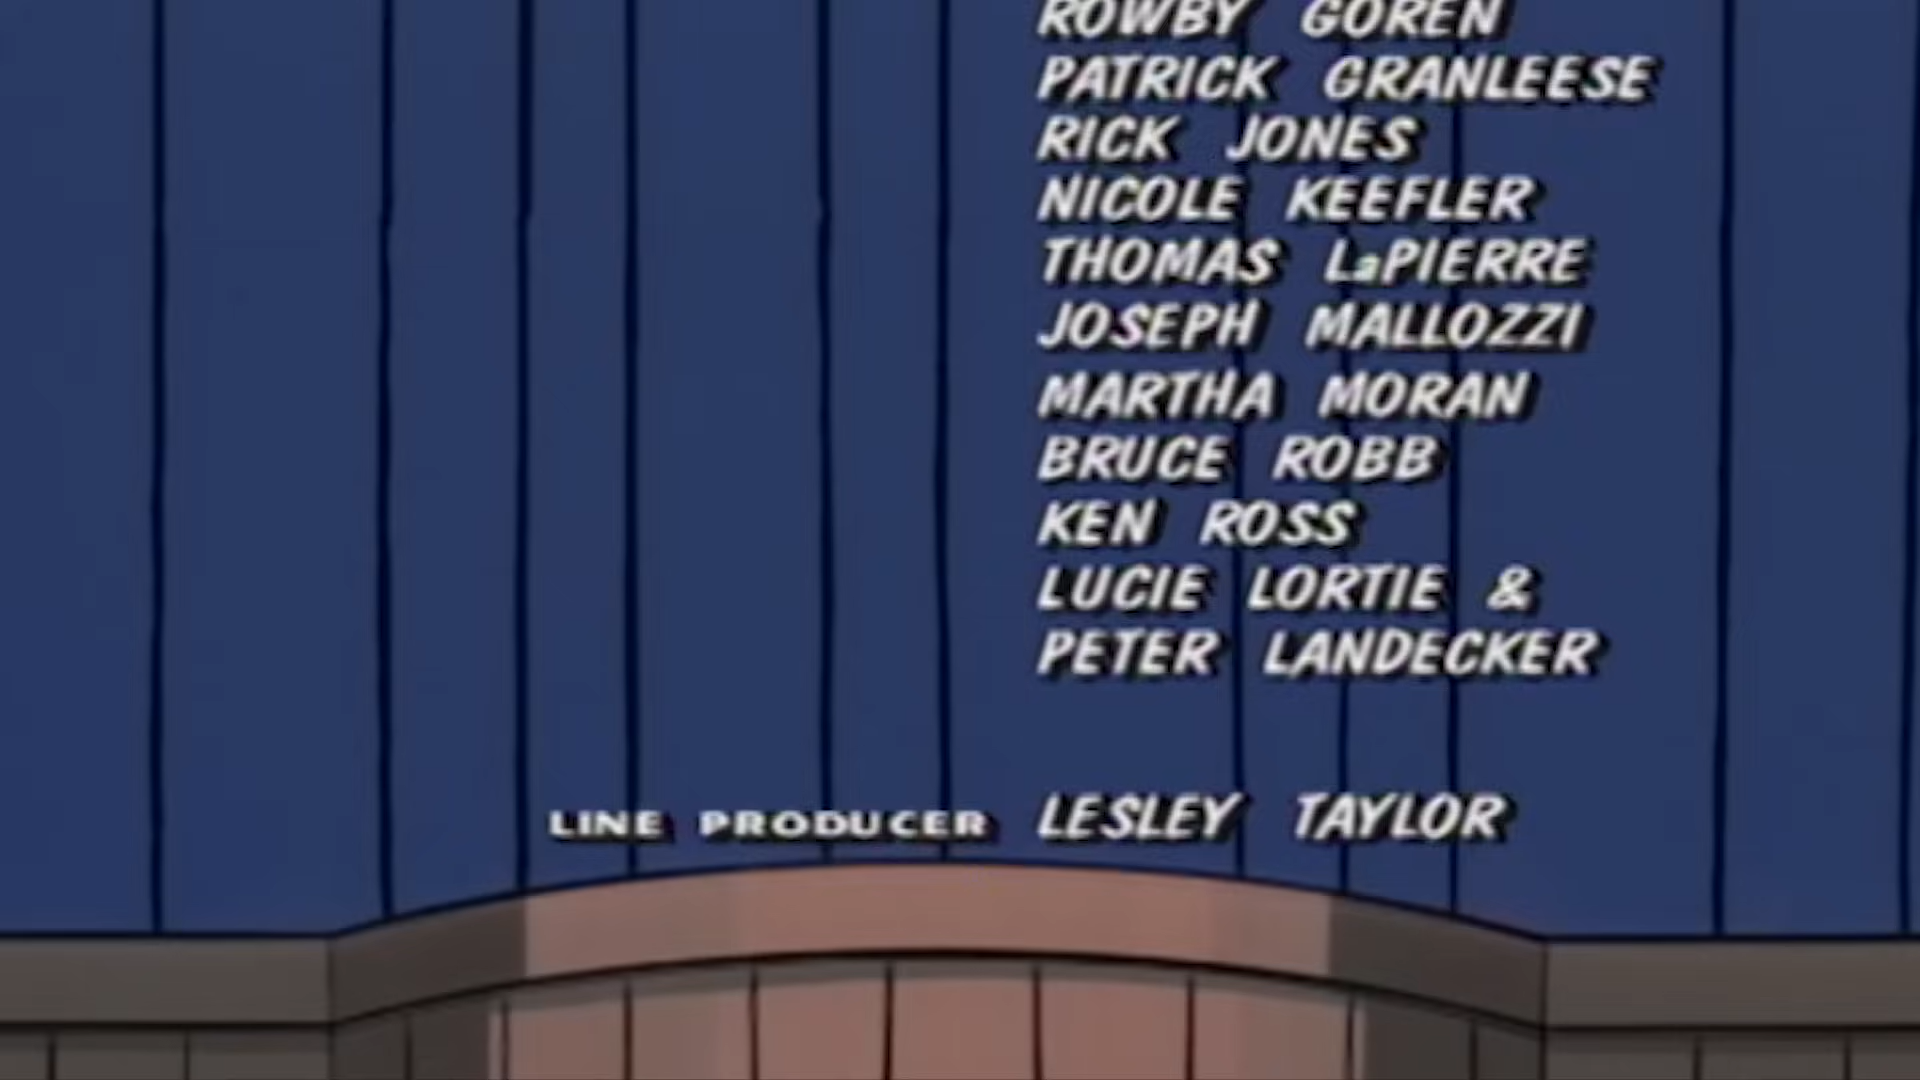 ROWBY GOREN
PATRICK GRANLEESE
RICK JONES
NICOLE KEEFLER
THOMAS LaPIERRE
JOSEPH MALLOZZI
MARTHA MORAN
BRUCE ROBB
KEN ROSS
LUCIE LORTIE &
PETER LANDECKER
LINE PRODUCER LESLEY TAYLOR